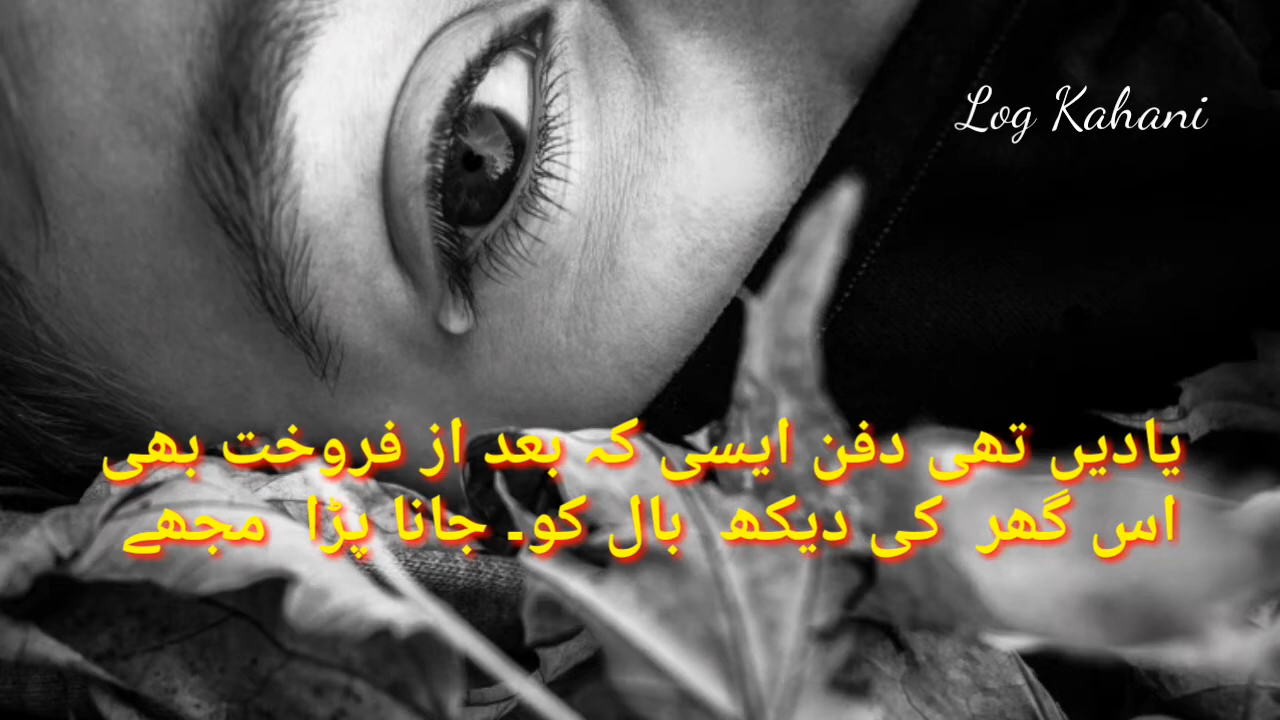 Log Kahani
یادیں تھی دفن ایسی کہ بعد از فروخت بھی
اس گھر کی دیکھ بال کو۔ جانا پڑا مجھے